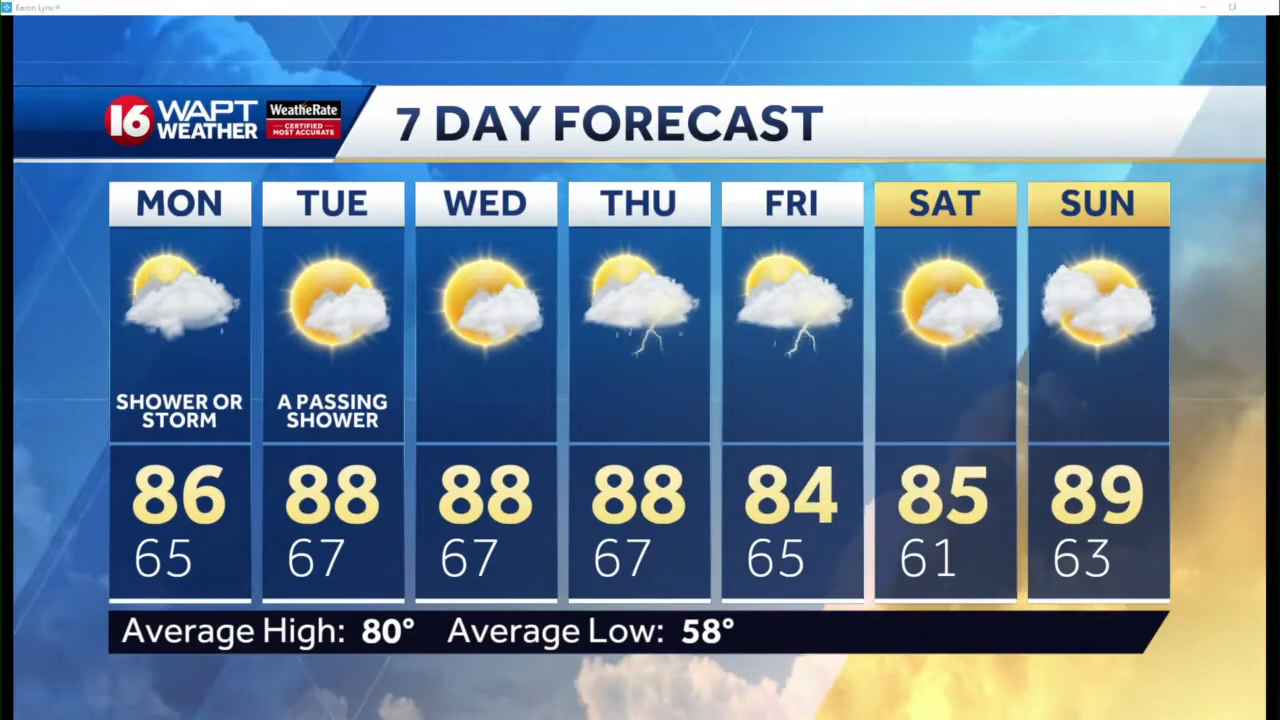 Baron Lynx™
16 WAPT WEATHER
WeatheRate
CERTIFIED
MOST ACCURATE
7 DAY FORECAST
MON TUE WED THU FRI SAT SUN
SHOWER OR STORM
A PASSING SHOWER
86 88 88 88 84 85 89
65 67 67 67 65 61 63
Average High: 80° Average Low: 58°